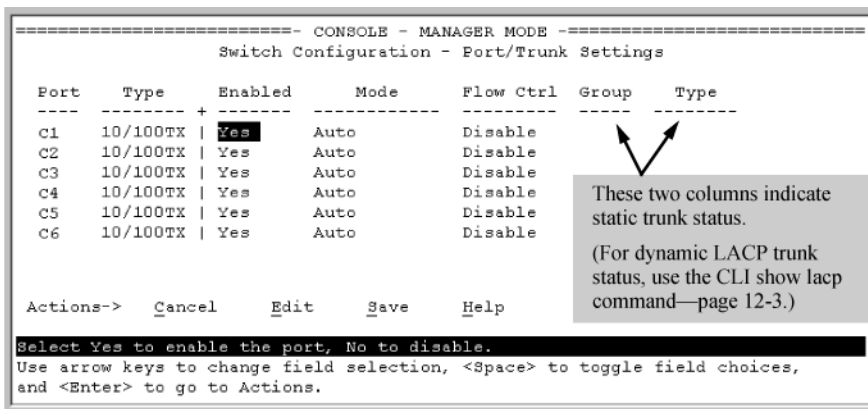 ==========================- CONSOLE - MANAGER MODE -============================
Switch Configuration - Port/Trunk Settings
Port Type Enabled Mode Flow Ctrl Group Type
---- -------- + ------- ------------ ---------- ----- --------
C1 10/100TX | Yes Auto Disable
C2 10/100TX | Yes Auto Disable
C3 10/100TX | Yes Auto Disable
C4 10/100TX | Yes Auto Disable
C5 10/100TX | Yes Auto Disable
C6 10/100TX | Yes Auto Disable
These two columns indicate
static trunk status.
(For dynamic LACP trunk
status, use the CLI show lacp
command—page 12-3.)
Actions-> Cancel Edit Save Help
Select Yes to enable the port, No to disable.
Use arrow keys to change field selection, <Space> to toggle field choices,
and <Enter> to go to Actions.